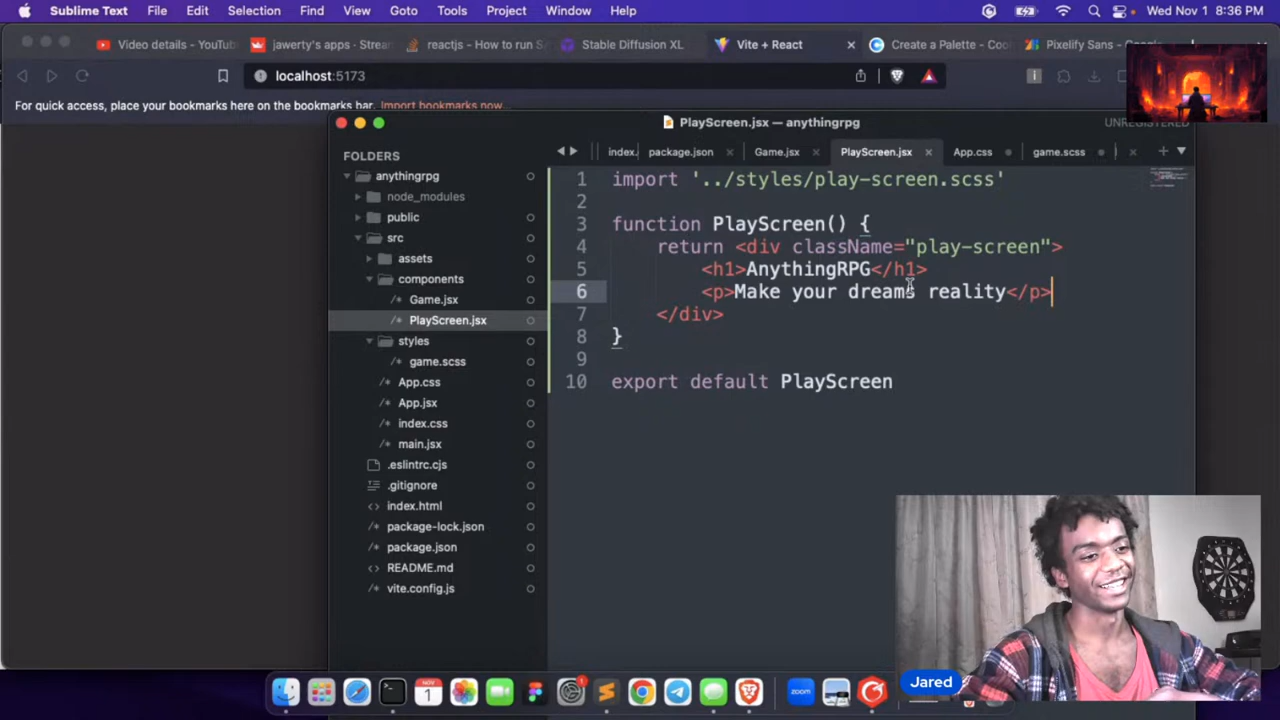 Sublime Text File Edit Selection Find View Goto Tools Project Window Help Wed Nov 1 8:36 PM
Video details - YouTu jawerty's apps : Strea reactjs - How to run S Stable Diffusion XL Vite + React Create a Palette - Coo Pixelify Sans
localhost:5173
For quick access, place your bookmarks here on the bookmarks bar. Import bookmarks now...
PlayScreen.jsx — anythingrpg UNREGISTERED
FOLDERS
anythingrpg
node_modules
public
src
assets
components
Game.jsx
PlayScreen.jsx
styles
game.scss
App.css
App.jsx
index.css
main.jsx
.eslintrc.cjs
.gitignore
index.html
package-lock.json
package.json
README.md
vite.config.js
index. package.json Game.jsx PlayScreen.jsx App.css game.scss
1 import '../styles/play-screen.scss'
2
3 function PlayScreen() {
4 return <div className="play-screen">
5 <h1>AnythingRPG</h1>
6 <p>Make your dreams reality</p>
7 </div>
8 }
9
10 export default PlayScreen
Jared
NOV
1
1
zoom